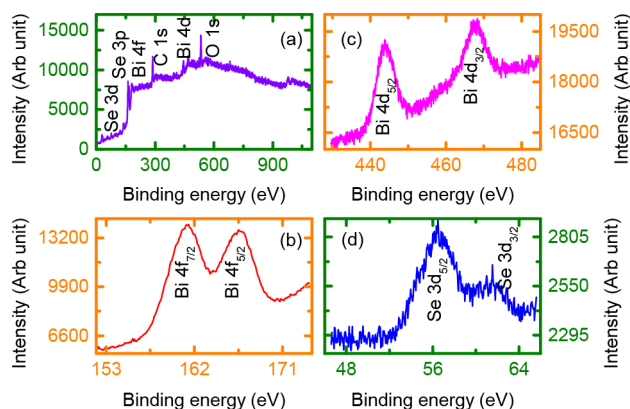 15000
10000
5000
0
Intensity (Arb unit)
Se 3d
Se 3p
Bi 4f
C 1s
Bi 4d
O 1s
(a)
0 300 600 900
Binding energy (eV)
(c)
19500
18000
16500
Intensity (Arb unit)
Bi 4d5/2
Bi 4d3/2
440 460 480
Binding energy (eV)
13200
9900
6600
Intensity (Arb unit)
(b)
Bi 4f7/2
Bi 4f5/2
153 162 171
Binding energy (eV)
(d)
2805
2550
2295
Intensity (Arb unit)
Se 3d5/2
Se 3d3/2
48 56 64
Binding energy (eV)